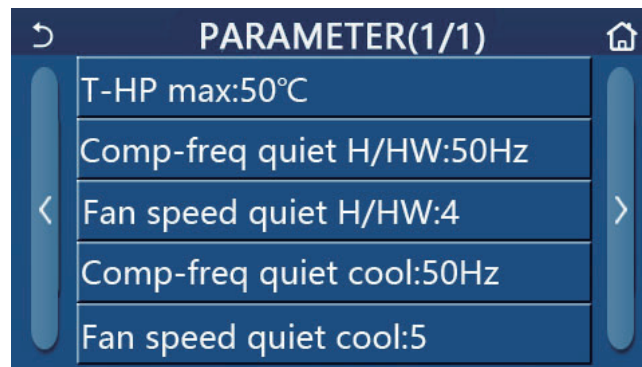 PARAMETER(1/1)
T-HP max:50℃
Comp-freq quiet H/HW:50Hz
Fan speed quiet H/HW:4
Comp-freq quiet cool:50Hz
Fan speed quiet cool:5